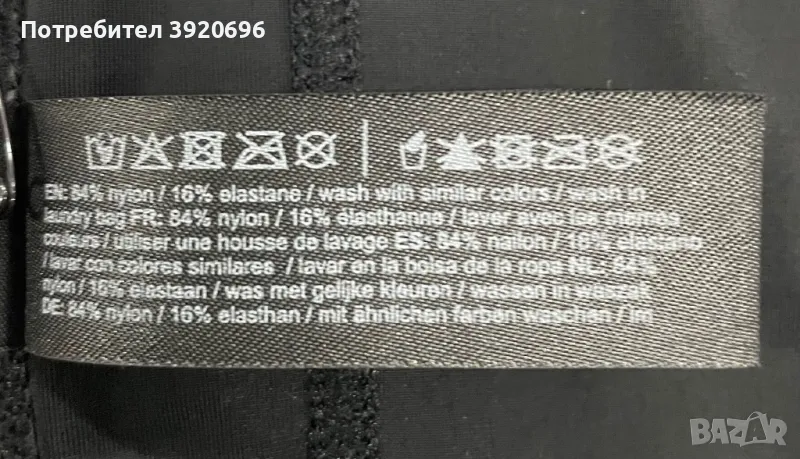 Потребител 3920696
EN: 84% nylon / 16% elastane / wash with similar colors / wash in
laundry bag FR: 84% nylon / 16% élasthanne / laver avec les mêmes
couleurs / utiliser une housse de lavage ES: 84% nailon / 16% elastano
/ lavar con colores similares / lavar en la bolsa de la ropa NL: 84%
nylon / 16% elastaan / was met gelijke kleuren / wassen in waszak
DE: 84% nylon / 16% elasthan / mit ähnlichen farben waschen / im
BAZAR